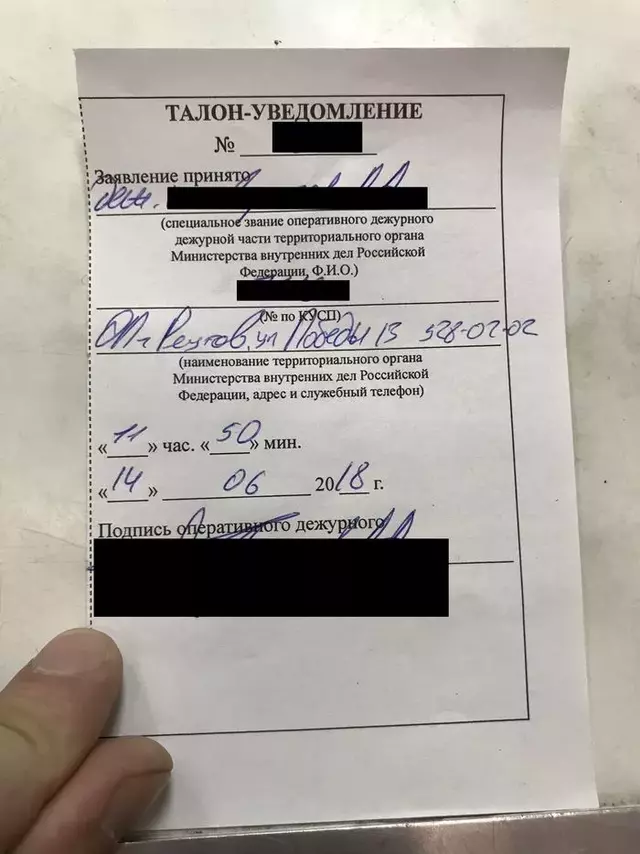 ТАЛОН-УВЕДОМЛЕНИЕ
№
Заявление принято
(специальное звание оперативного дежурного
дежурной части территориального органа
Министерства внутренних дел Российской
Федерации, Ф.И.О.)
(№ по КУСП)
ОП г Реутов, ул Победы 13 528-02-02
(наименование территориального органа
Министерства внутренних дел Российской
Федерации, адрес и служебный телефон)
«11» час. «50» мин.
«14» 06 2018 г.
Подпись оперативного дежурного